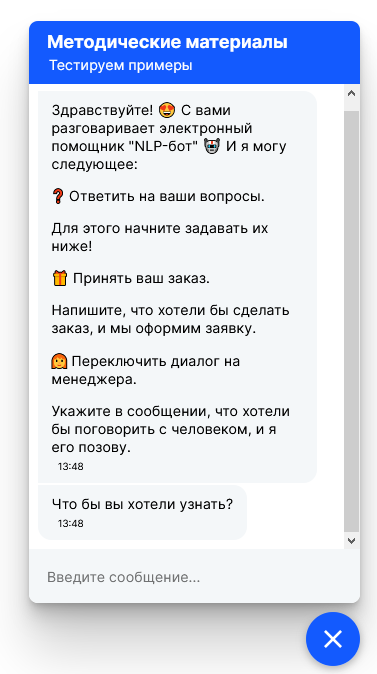 Методические материалы
Тестируем примеры
Здравствуйте! 😍 С вами
разговаривает электронный
помощник "NLP-бот" 🤖 И я могу
следующее:
❓ Ответить на ваши вопросы.
Для этого начните задавать их
ниже!
🎁 Принять ваш заказ.
Напишите, что хотели бы сделать
заказ, и мы оформим заявку.
👩‍🦰 Переключить диалог на
менеджера.
Укажите в сообщении, что хотели
бы поговорить с человеком, и я
его позову.
13:48
Что бы вы хотели узнать?
13:48
Введите сообщение...